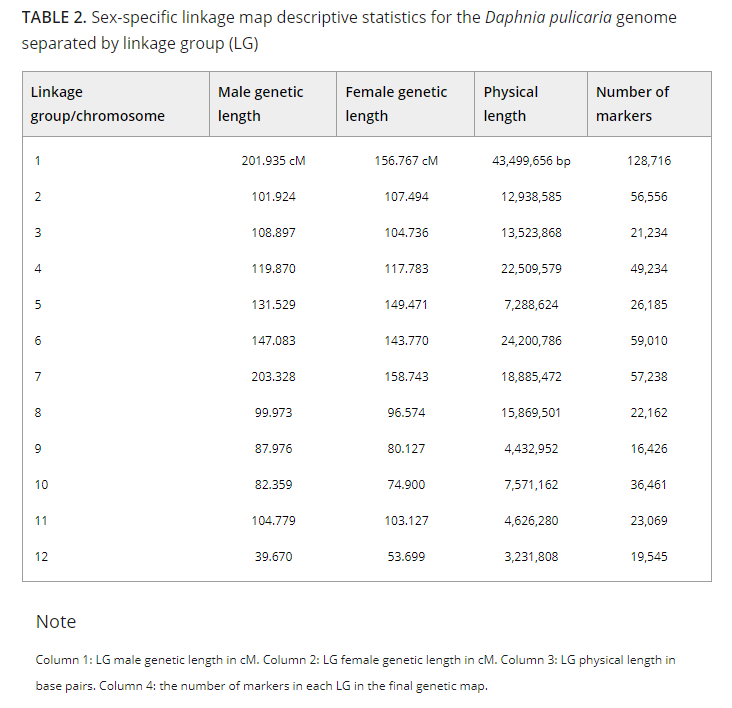 TABLE 2. Sex-specific linkage map descriptive statistics for the Daphnia pulicaria genome
separated by linkage group (LG)
Linkage group/chromosome Male genetic length Female genetic length Physical length Number of markers
1 201.935 cM 156.767 cM 43,499,656 bp 128,716
2 101.924 107.494 12,938,585 56,556
3 108.897 104.736 13,523,868 21,234
4 119.870 117.783 22,509,579 49,234
5 131.529 149.471 7,288,624 26,185
6 147.083 143.770 24,200,786 59,010
7 203.328 158.743 18,885,472 57,238
8 99.973 96.574 15,869,501 22,162
9 87.976 80.127 4,432,952 16,426
10 82.359 74.900 7,571,162 36,461
11 104.779 103.127 4,626,280 23,069
12 39.670 53.699 3,231,808 19,545
Note
Column 1: LG male genetic length in cM. Column 2: LG female genetic length in cM. Column 3: LG physical length in
base pairs. Column 4: the number of markers in each LG in the final genetic map.